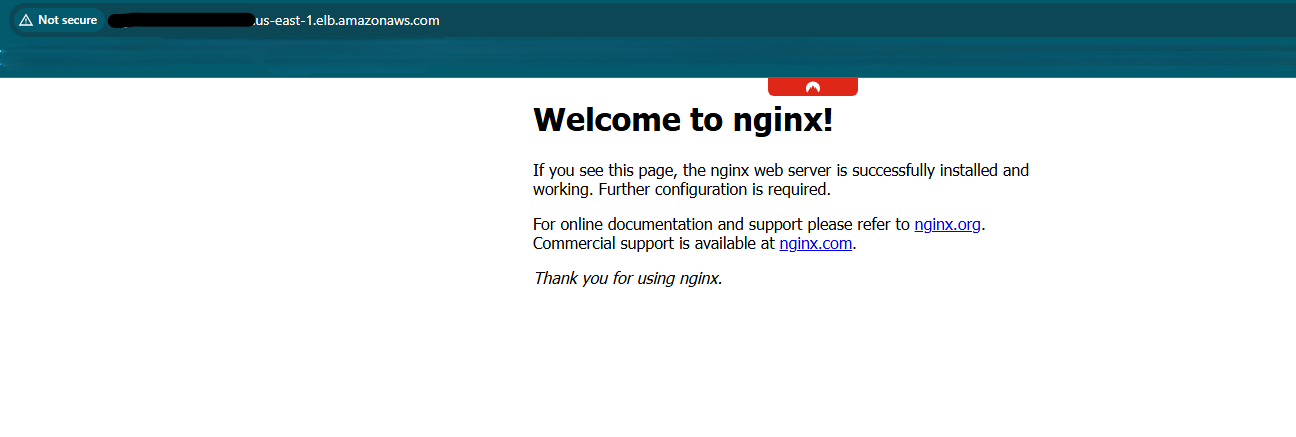 Not secure
.us-east-1.elb.amazonaws.com
Welcome to nginx!
If you see this page, the nginx web server is successfully installed and
working. Further configuration is required.
For online documentation and support please refer to nginx.org.
Commercial support is available at nginx.com.
Thank you for using nginx.